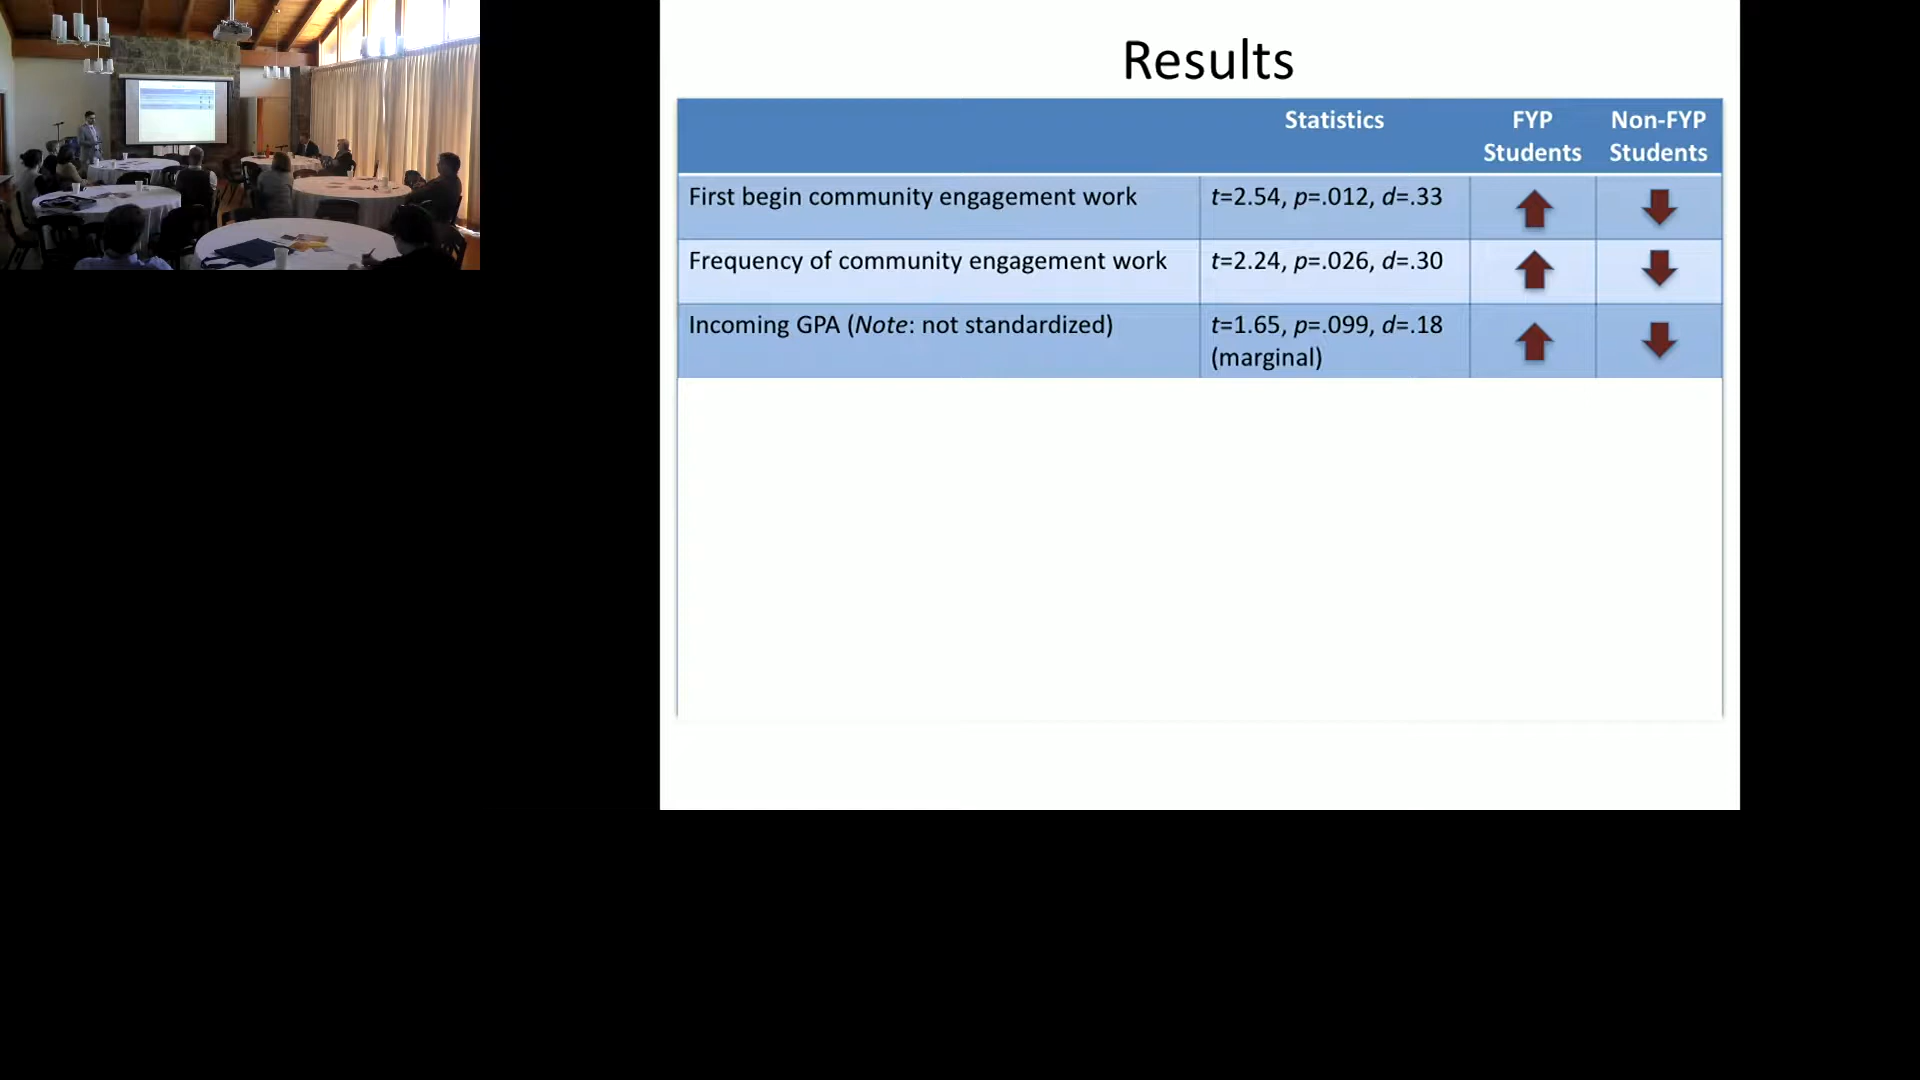 Results
Statistics
FYP
Students
Non-FYP
Students
First begin community engagement work
t=2.54, p=.012, d=.33
Frequency of community engagement work
t=2.24, p=.026, d=.30
Incoming GPA (Note: not standardized)
t=1.65, p=.099, d=.18
(marginal)